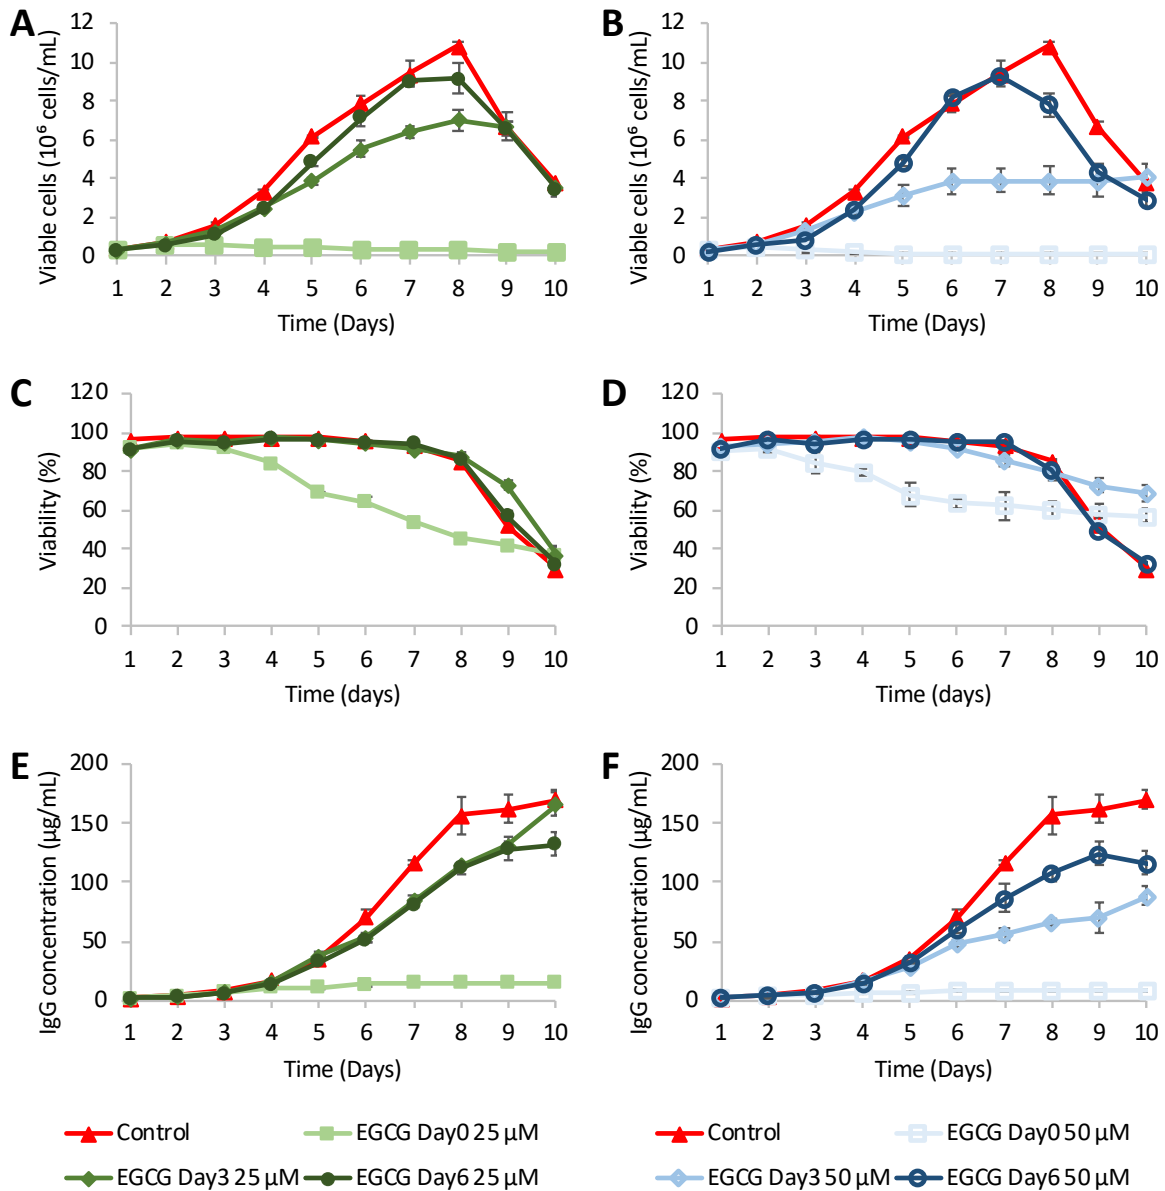 A
Viable cells (10⁶ cells/mL)
12
10
8
6
4
2
0
1 2 3 4 5 6 7 8 9 10
Time (Days)
B
Viable cells (10⁶ cells/mL)
12
10
8
6
4
2
0
1 2 3 4 5 6 7 8 9 10
Time (Days)
C
Viability (%)
120
100
80
60
40
20
0
1 2 3 4 5 6 7 8 9 10
Time (days)
D
Viability (%)
120
100
80
60
40
20
0
1 2 3 4 5 6 7 8 9 10
Time (days)
E
IgG concentration (µg/mL)
200
150
100
50
0
1 2 3 4 5 6 7 8 9 10
Time (Days)
F
IgG concentration (µg/mL)
200
150
100
50
0
1 2 3 4 5 6 7 8 9 10
Time (Days)
Control EGCG Day0 25 µM
EGCG Day3 25 µM EGCG Day6 25 µM
Control EGCG Day0 50 µM
EGCG Day3 50 µM EGCG Day6 50 µM